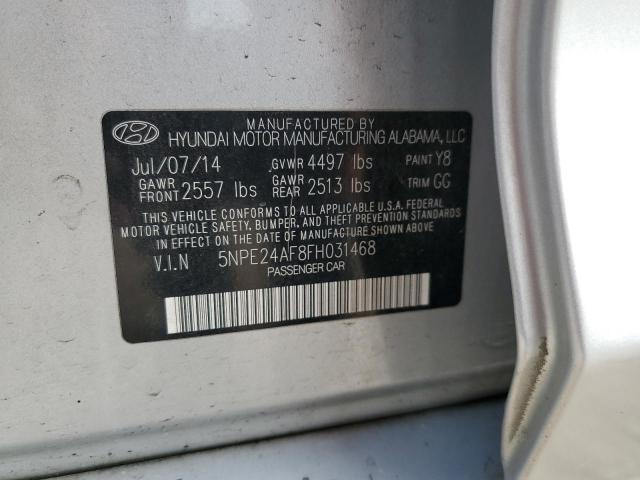 MANUFACTURED BY
HYUNDAI MOTOR MANUFACTURING ALABAMA, LLC
Jul/07/14 GVWR 4497 lbs PAINT Y8
GAWR FRONT 2557 lbs GAWR REAR 2513 lbs TRIM GG
THIS VEHICLE CONFORMS TO ALL APPLICABLE U.S.A. FEDERAL
MOTOR VEHICLE SAFETY, BUMPER, AND THEFT PREVENTION STANDARDS
IN EFFECT ON THE DATE OF MANUFACTURE SHOWN ABOVE.
V.I.N 5NPE24AF8FH031468
PASSENGER CAR